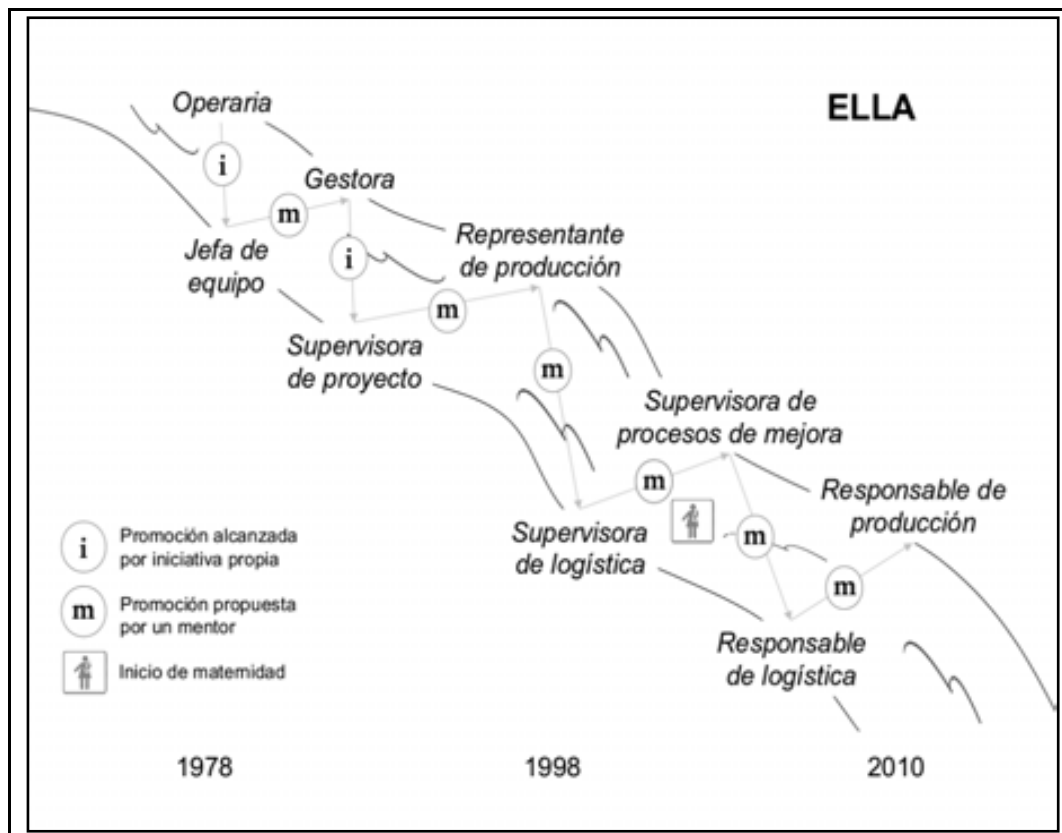 ELLA
Operaria
i
Gestora
m
Jefa de
equipo
i
Representante
de producción
m
Supervisora
de proyecto
m
Supervisora de
procesos de mejora
m
Responsable de
producción
Supervisora
de logística
m
m
Responsable
de logística
i
Promoción alcanzada
por iniciativa propia
m
Promoción propuesta
por un mentor
Inicio de maternidad
1978
1998
2010